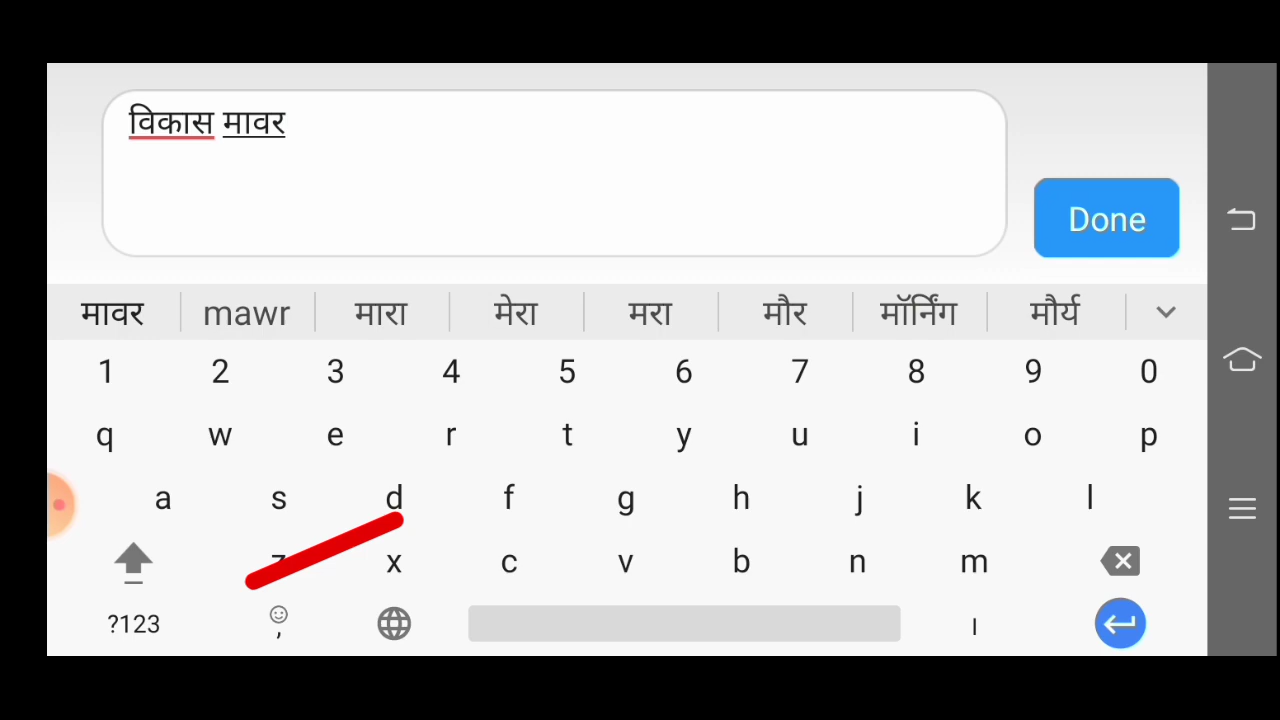 विकास मावर
Done
मावर mawr मारा मेरा मरा मौर मॉर्निंग मौर्य
1 2 3 4 5 6 7 8 9 0
q w e r t y u i o p
a s d f g h j k l
z x c v b n m
?123 , ।